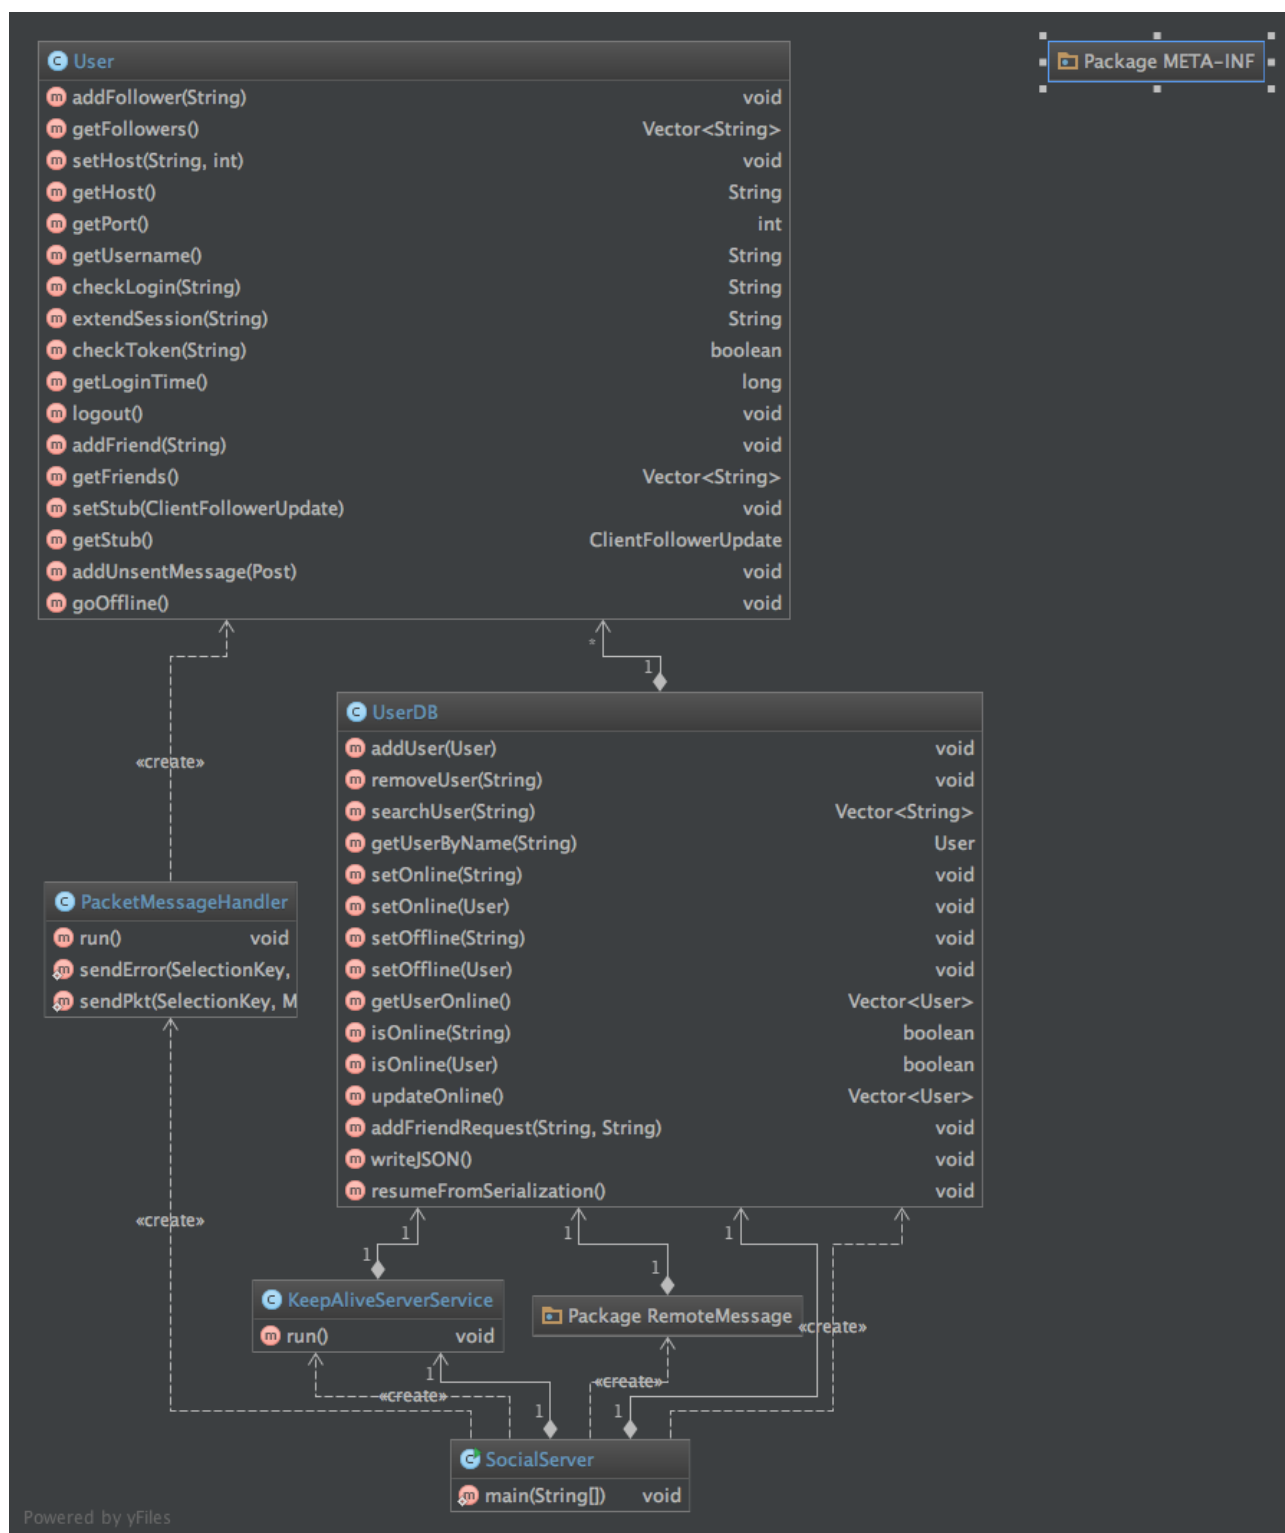 User
Package META-INF
addFollower(String) void
getFollowers() Vector<String>
setHost(String, int) void
getHost() String
getPort() int
getUsername() String
checkLogin(String) String
extendSession(String) String
checkToken(String) boolean
getLoginTime() long
logout() void
addFriend(String) void
getFriends() Vector<String>
setStub(ClientFollowerUpdate) void
getStub() ClientFollowerUpdate
addUnsentMessage(Post) void
goOffline() void
*
1
UserDB
addUser(User) void
removeUser(String) void
searchUser(String) Vector<String>
getUserByName(String) User
setOnline(String) void
setOnline(User) void
setOffline(String) void
setOffline(User) void
getUserOnline() Vector<User>
isOnline(String) boolean
isOnline(User) boolean
updateOnline() Vector<User>
addFriendRequest(String, String) void
writeJSON() void
resumeFromSerialization() void
«create»
PacketMessageHandler
run() void
sendError(SelectionKey,
sendPkt(SelectionKey, M
«create»
1 1 1
1 1
KeepAliveServerService
run() void
Package RemoteMessage
«create»
1
«create» «create»
1 1
SocialServer
main(String[]) void
Powered by yFiles